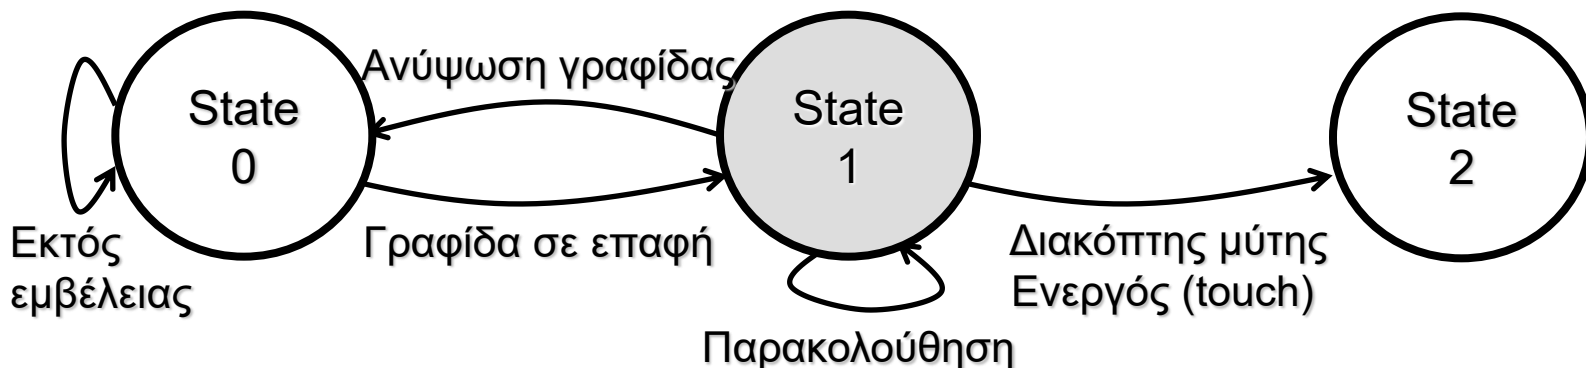 Ανύψωση γραφίδας
State
0
State
1
State
2
Εκτός
εμβέλειας
Γραφίδα σε επαφή
Διακόπτης μύτης
Ενεργός (touch)
Παρακολούθηση